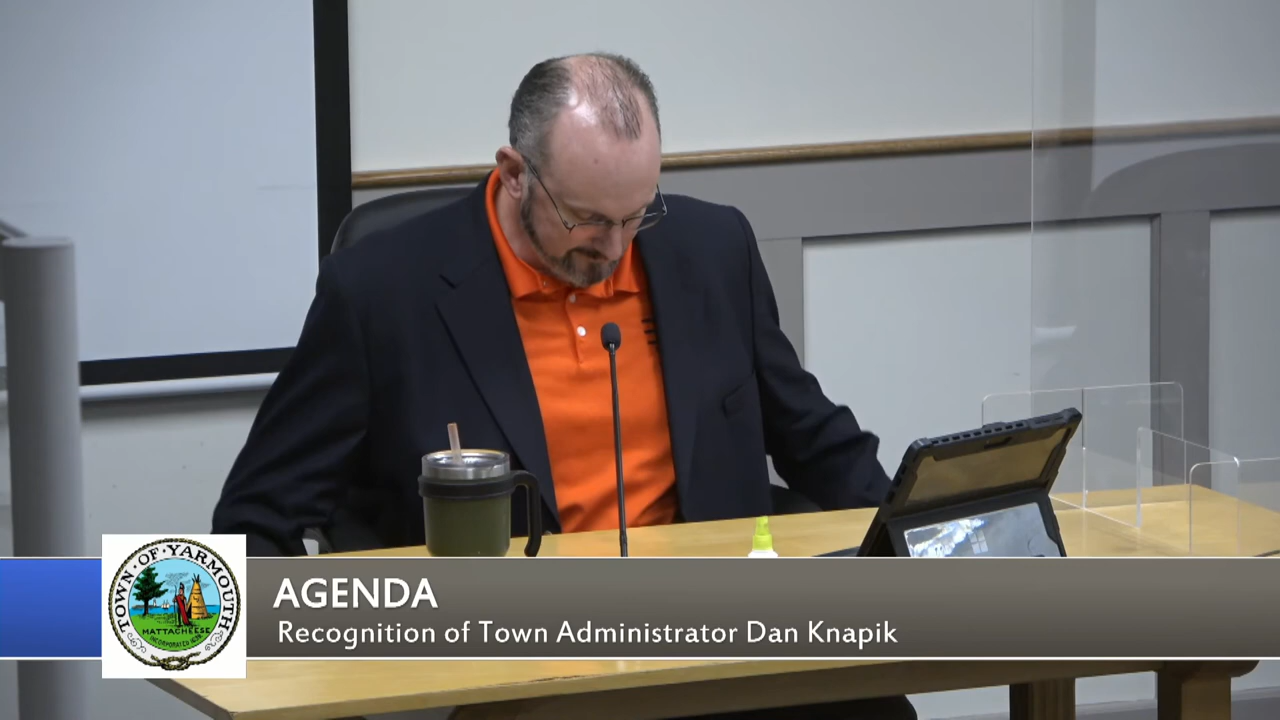 AGENDA
Recognition of Town Administrator Dan Knapik
TOWN · OF · YARMOUTH
MATTACHEESE